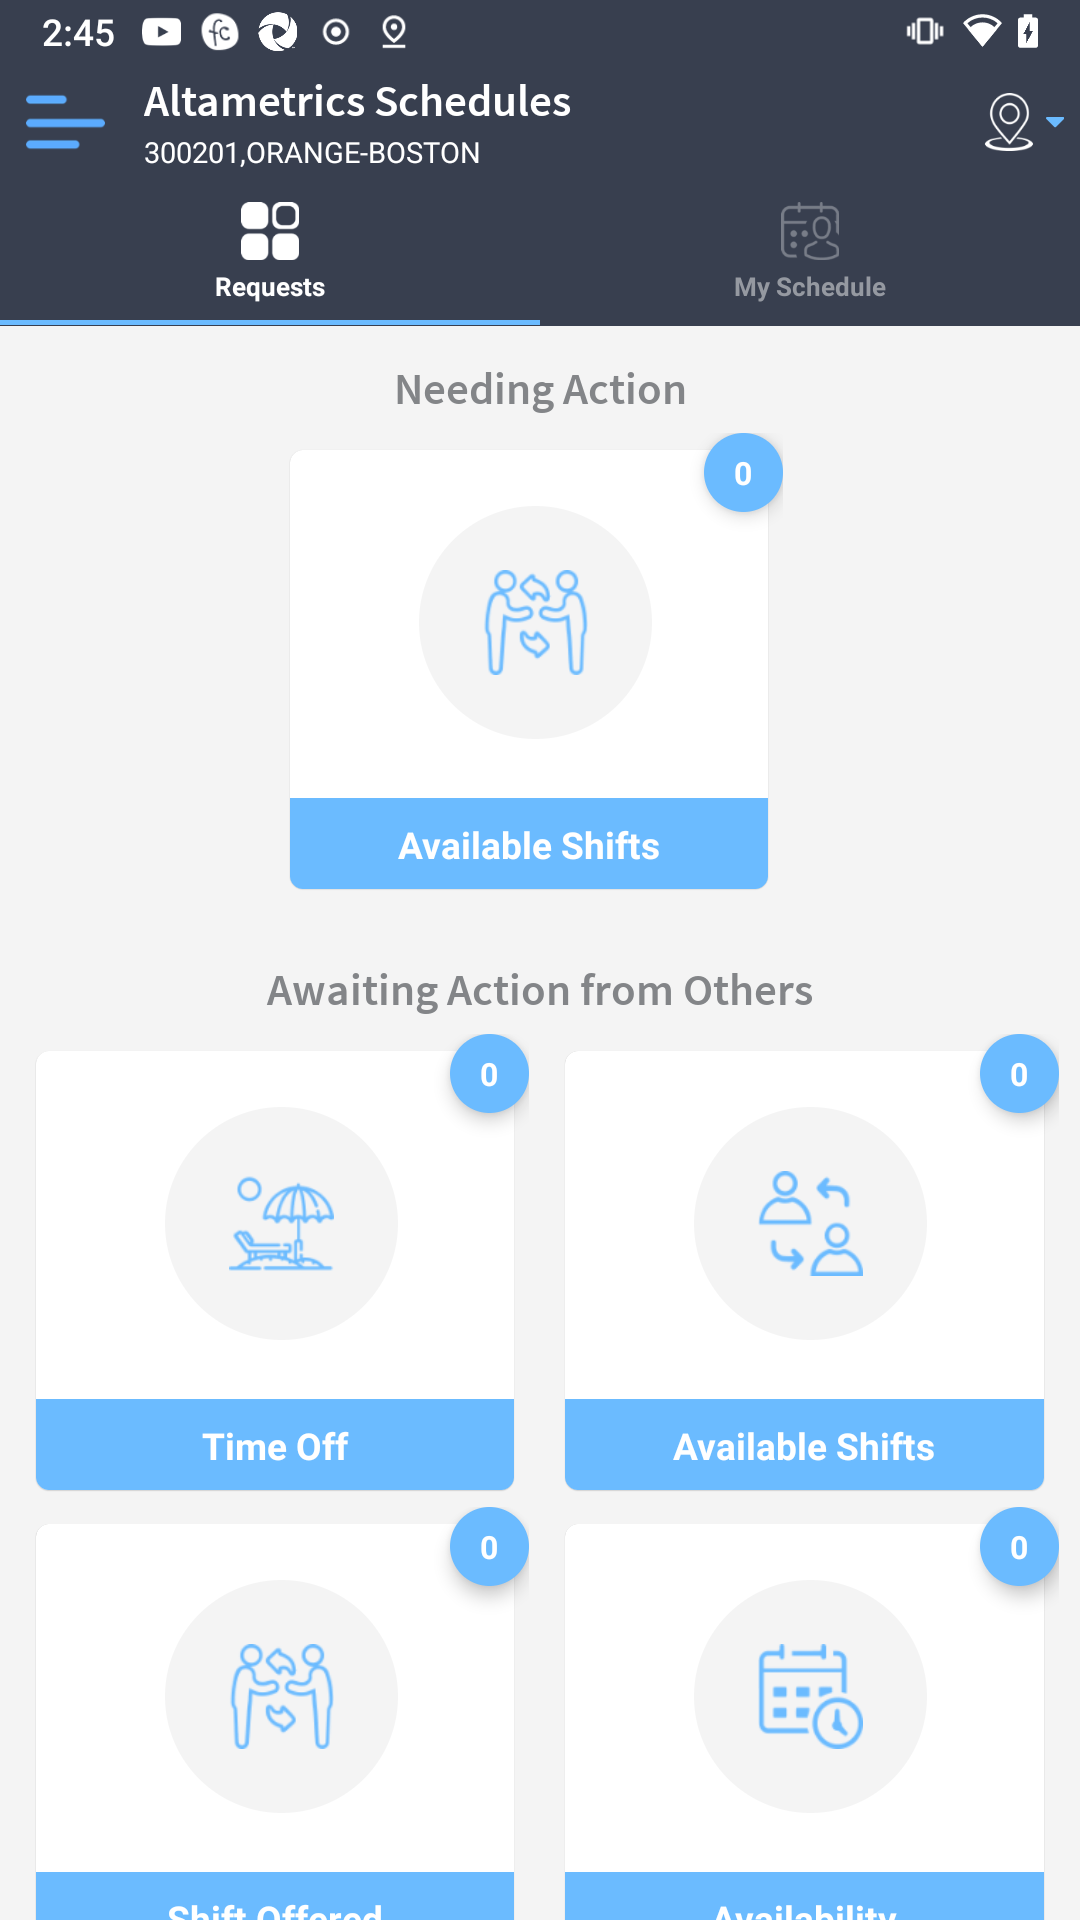 2:45
Altametrics Schedules
300201,ORANGE-BOSTON
Requests
My Schedule
Needing Action
0
Available Shifts
Awaiting Action from Others
0
0
Time Off
Available Shifts
0
0
Shift Offered
Availability